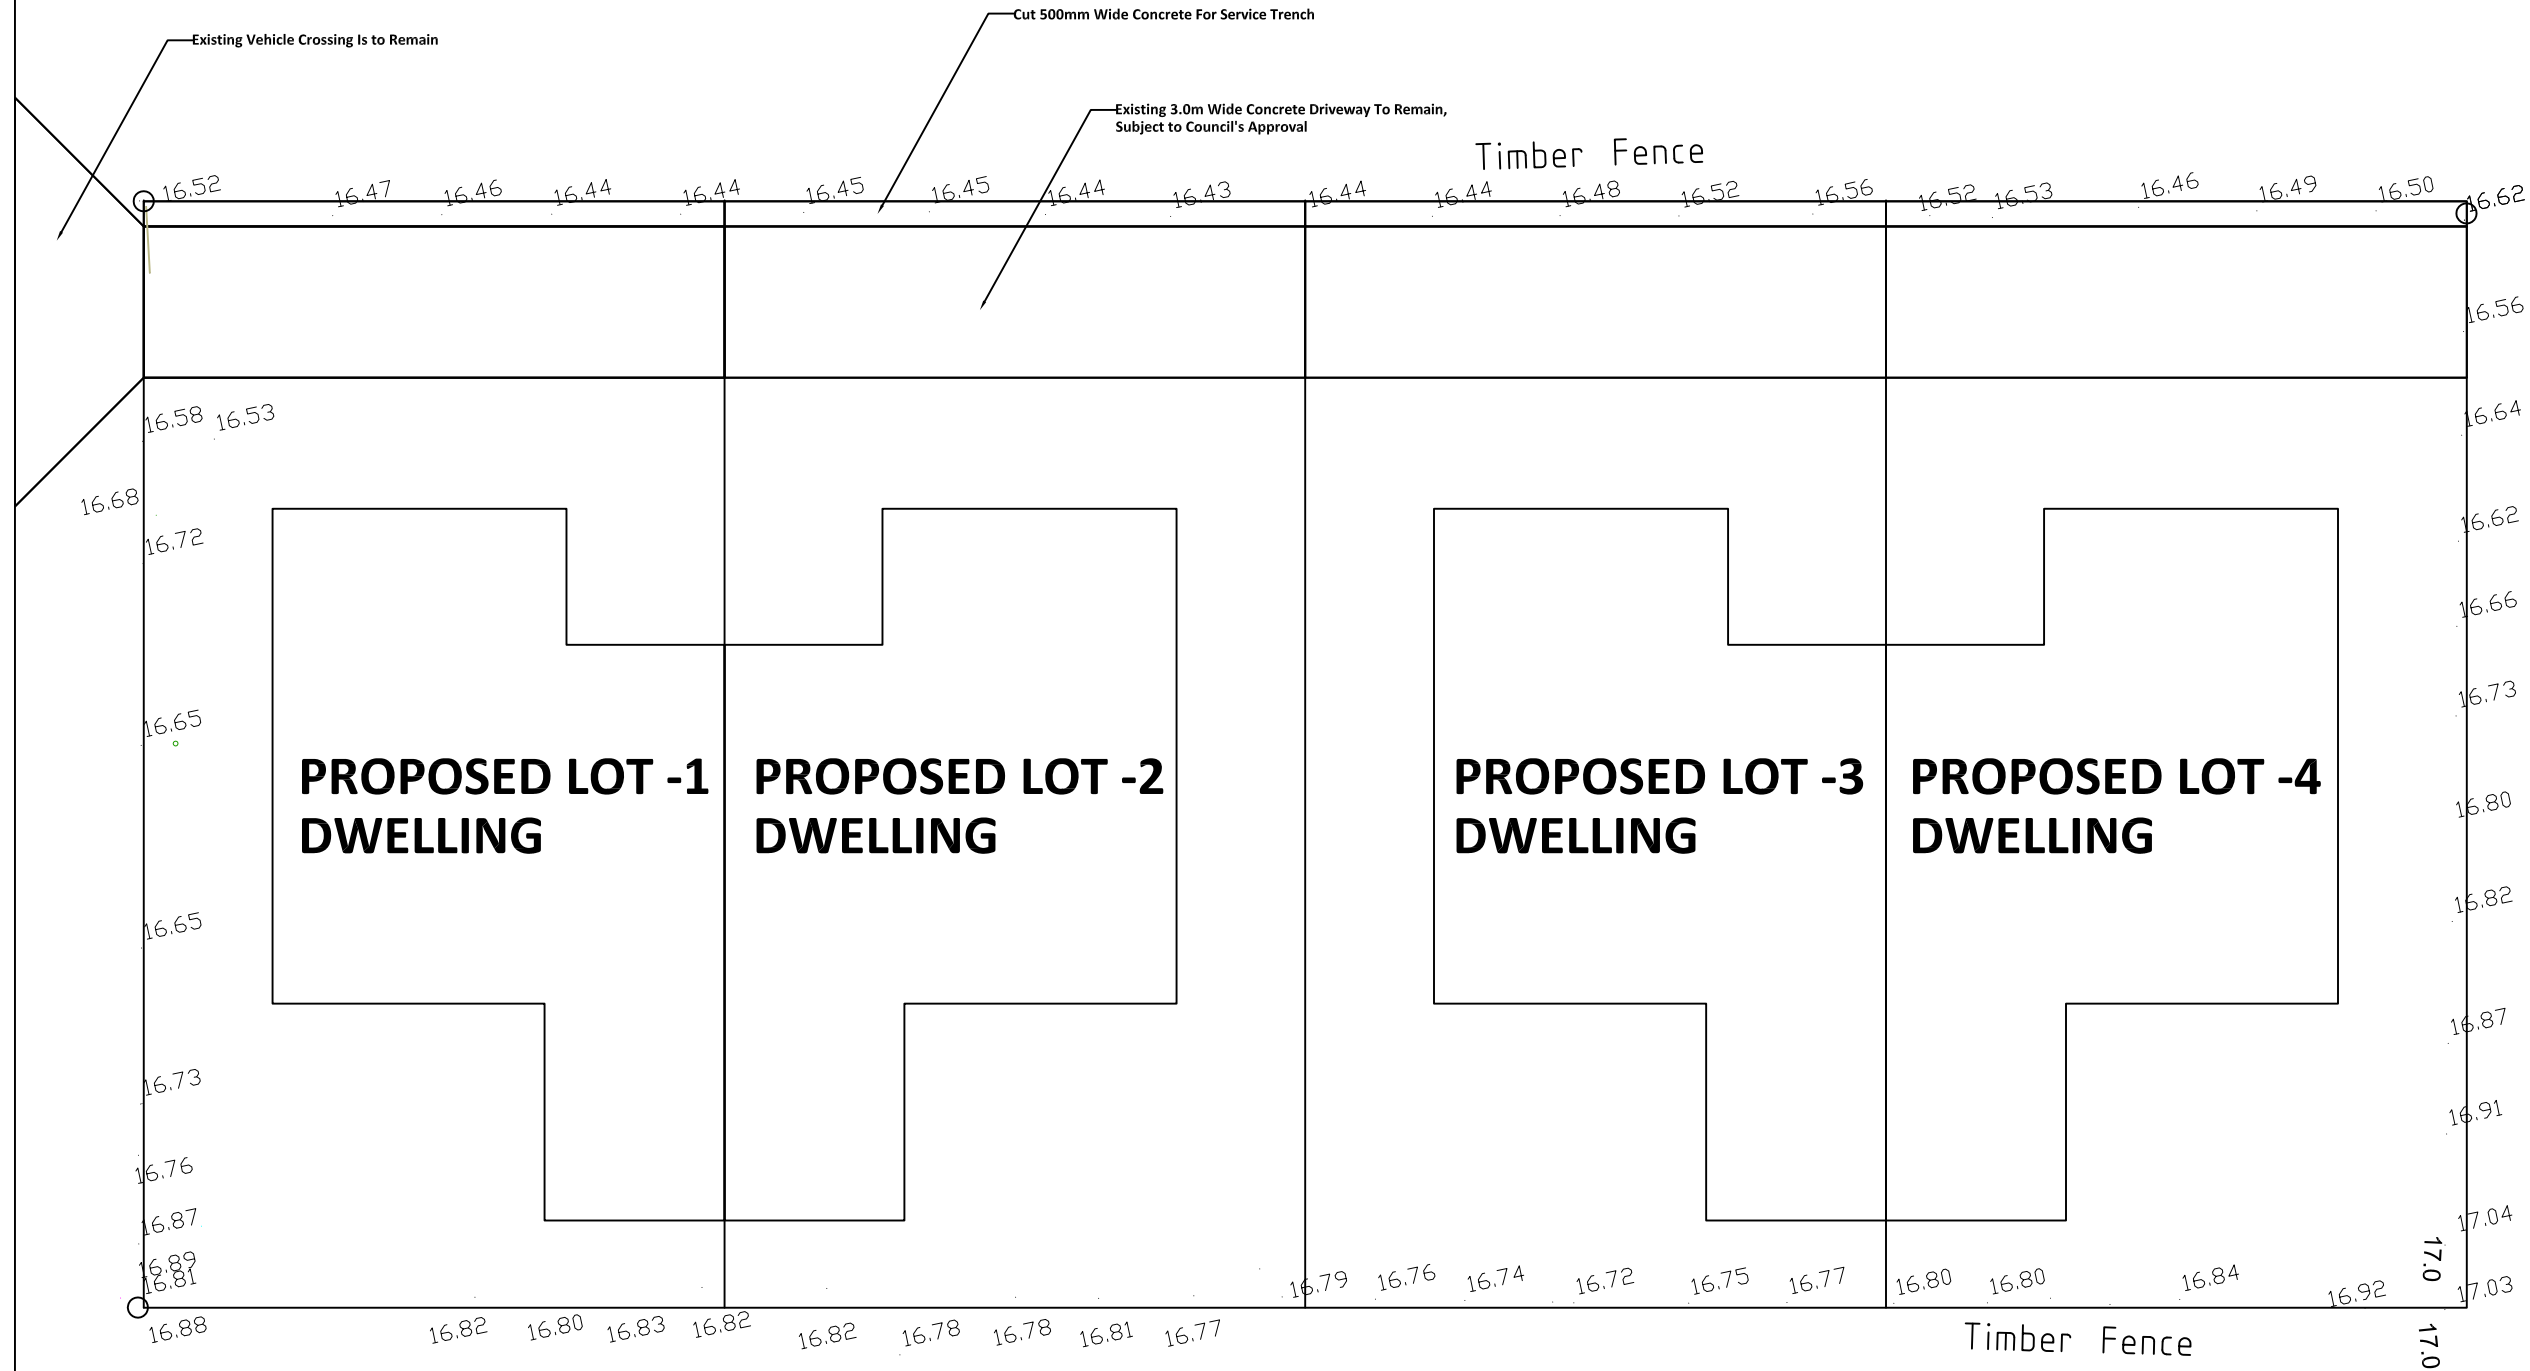 Cut 500mm Wide Concrete For Service Trench
Existing Vehicle Crossing Is to Remain
Existing 3.0m Wide Concrete Driveway To Remain,
Subject to Council's Approval
Timber Fence
16.52 16.47 16.46 16.44 16.44 16.45 16.45 16.44 16.43 16.44 16.44 16.48 16.52 16.56 16.52 16.53 16.46 16.49 16.50 16.62
16.56
16.58 16.53 16.64
16.68
16.72 16.62
16.66
16.65 16.73
PROPOSED LOT -1
DWELLING
PROPOSED LOT -2
DWELLING
PROPOSED LOT -3
DWELLING
PROPOSED LOT -4
DWELLING
16.80
16.65 16.82
16.87
16.73 16.91
16.76
16.87 17.04
16.89
16.81
17.0
16.79 16.76 16.74 16.72 16.75 16.77 16.80 16.80 16.84 16.92 17.03
16.88 16.82 16.80 16.83 16.82 16.82 16.78 16.78 16.81 16.77
Timber Fence
17.0